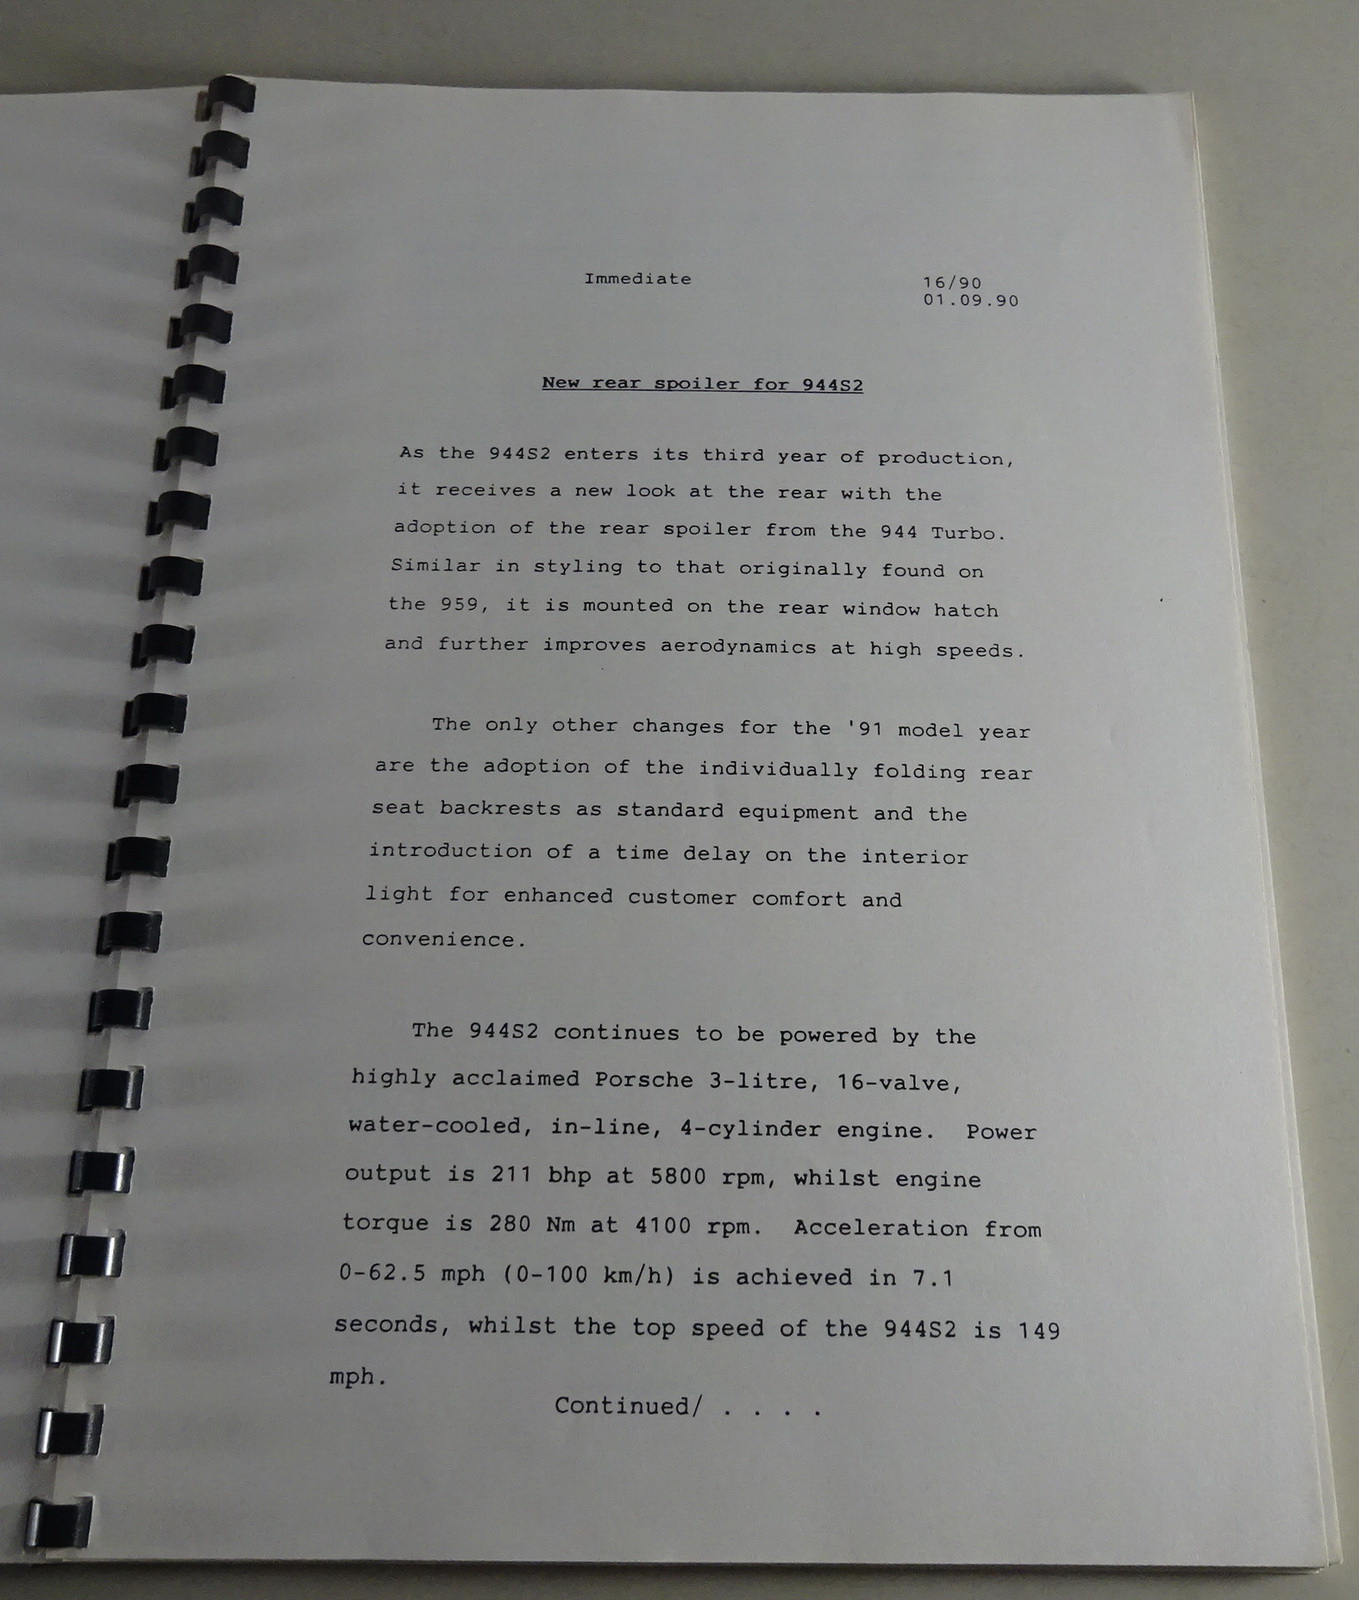 Immediate
16/90
01.09.90
New rear spoiler for 944S2
As the 944S2 enters its third year of production,
it receives a new look at the rear with the
adoption of the rear spoiler from the 944 Turbo.
Similar in styling to that originally found on
the 959, it is mounted on the rear window hatch
and further improves aerodynamics at high speeds.
The only other changes for the '91 model year
are the adoption of the individually folding rear
seat backrests as standard equipment and the
introduction of a time delay on the interior
light for enhanced customer comfort and
convenience.
The 944S2 continues to be powered by the
highly acclaimed Porsche 3-litre, 16-valve,
water-cooled, in-line, 4-cylinder engine. Power
output is 211 bhp at 5800 rpm, whilst engine
torque is 280 Nm at 4100 rpm. Acceleration from
0-62.5 mph (0-100 km/h) is achieved in 7.1
seconds, whilst the top speed of the 944S2 is 149
mph.
Continued/ . . . .